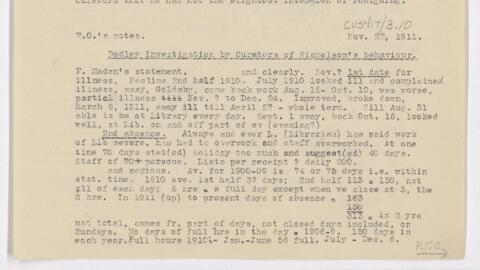 curators that he has not the slightest intension of resigning.
CUS417/3.10
W.O.'s notes. Nov. 22, 1911.
Bodley Investigation by Curators of Nicholson's behaviour.
F. Madan's statement. and clearly. Nov.? 1st date for
illness, Decline 2nd half 1910. July 1910 looked ill and complained
illness, away, Goldsby, came back work Aug. 15- Oct. 10, was worse,
partial illness till Nov. ? to Dec. 24. Improved, broke down,
March 6, 1911, away ill till April 27 - whole term. Till Aug. 31
able to be at Library every day. Sept. 1 away, back Oct. 16, looked
well, at Lib. on and off part of ev (evening?)
2nd absence. Always and ever L. (Librarian) has said work
of Lib severe, has had to overwork and staff overworked. At one
time 70 days stat(ed) holiday too much and suggest(ed) 40 days.
Staff of 70+ persons. Lists per receipt ? daily 200.
and serious. Av. for 1900-09 is 74 or 75 days i.e. within
stat. time. 1910 ave. 1st half 37 days; 2nd half 113 = 150, not
all of each day; 6 hrs. = a full day except when we close at 3, the
5 hrs. In 1911 (up) to present days of absence = 163
150
313 in 2 yrs
not total, comes fr. part of days, not closed days included, or
Sundays. No days of full hrs in the day = 1906-9. 150 days in
each year. Full hours 1910: - Jan.-June 56 full, July - Dec. 6.
P.T.O.